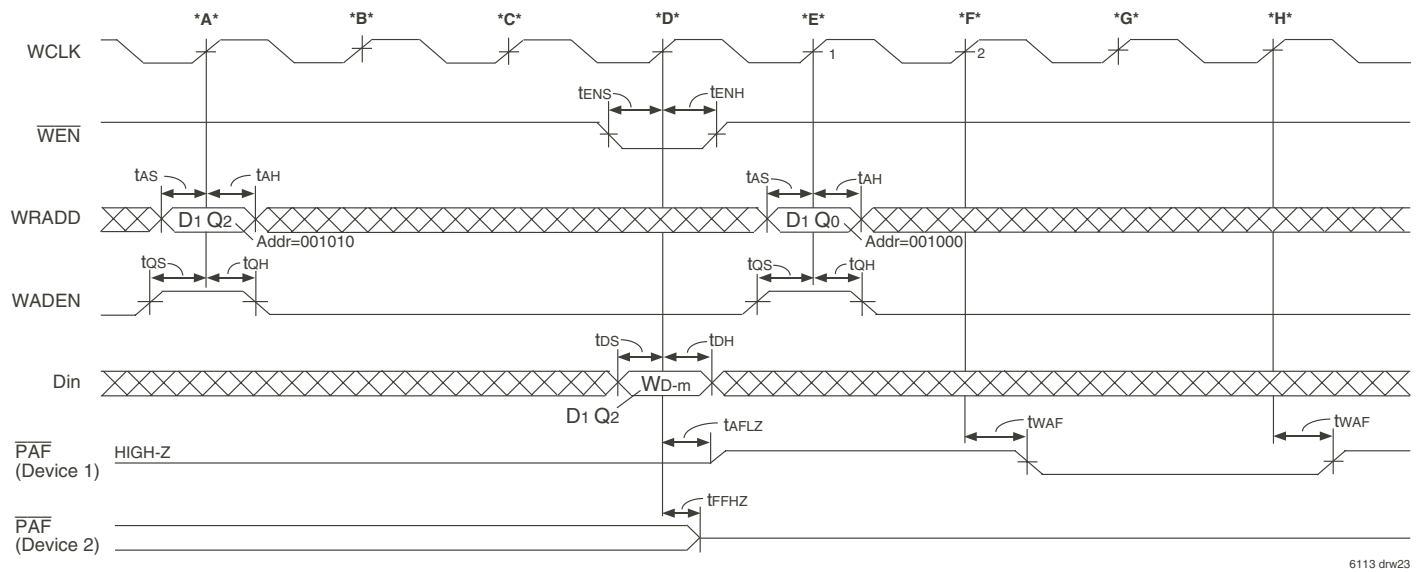 *A* *B* *C* *D* *E* *F* *G* *H*
WCLK 1 2
tENS tENH
WEN
tAS tAH tAS tAH
WRADD D1 Q2 D1 Q0
Addr=001010 Addr=001000
tQS tQH tQS tQH
WADEN
tDS tDH
Din WD-m
D1 Q2
tAFLZ tWAF tWAF
PAF HIGH-Z
(Device 1)
tFFHZ
PAF
(Device 2)
6113 drw23